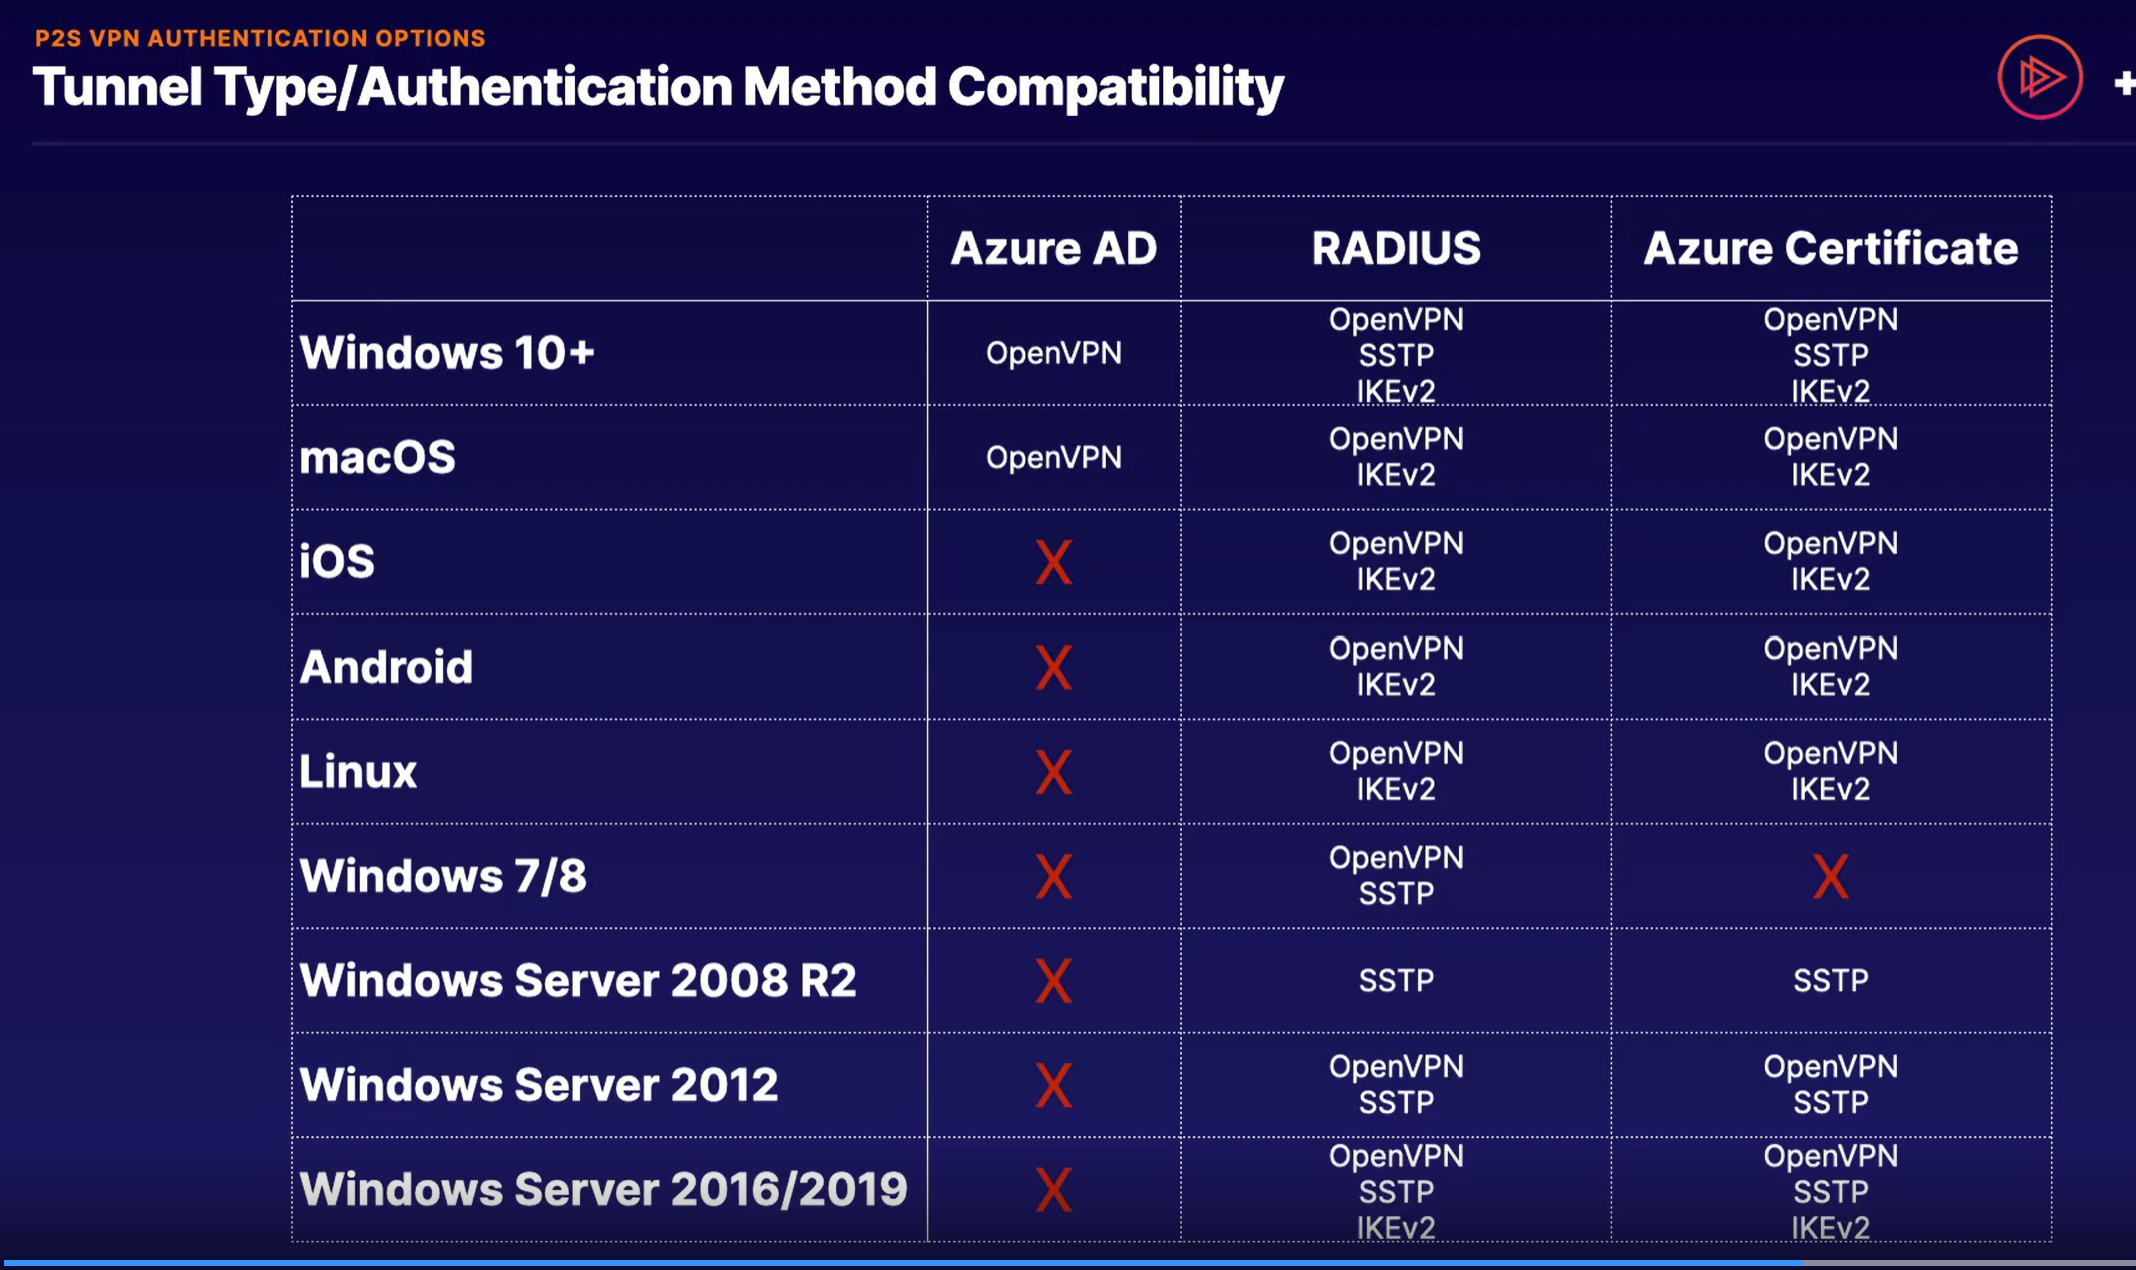 P2S VPN AUTHENTICATION OPTIONS
Tunnel Type/Authentication Method Compatibility
+
Azure AD
RADIUS
Azure Certificate
Windows 10+
OpenVPN
OpenVPN
SSTP
IKEv2
OpenVPN
SSTP
IKEv2
macOS
OpenVPN
OpenVPN
IKEv2
OpenVPN
IKEv2
iOS
X
OpenVPN
IKEv2
OpenVPN
IKEv2
Android
X
OpenVPN
IKEv2
OpenVPN
IKEv2
Linux
X
OpenVPN
IKEv2
OpenVPN
IKEv2
Windows 7/8
X
OpenVPN
SSTP
X
Windows Server 2008 R2
X
SSTP
SSTP
Windows Server 2012
X
OpenVPN
SSTP
OpenVPN
SSTP
Windows Server 2016/2019
X
OpenVPN
SSTP
IKEv2
OpenVPN
SSTP
IKEv2